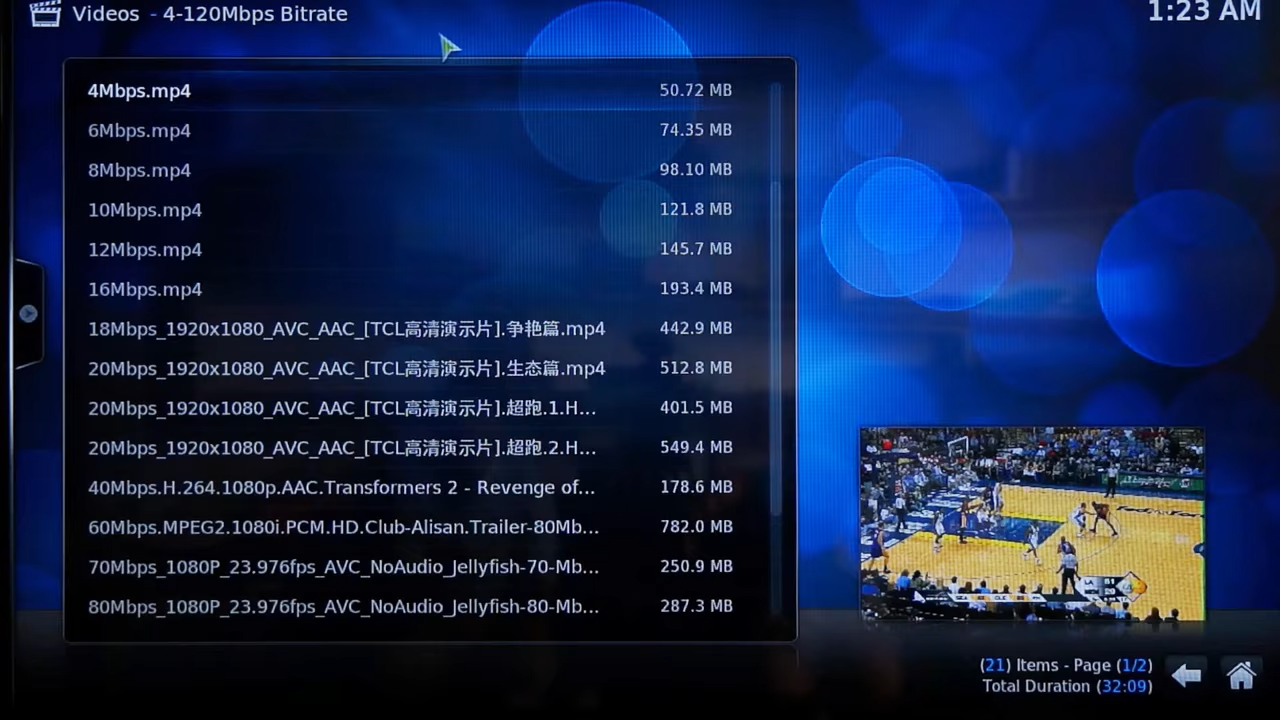 Videos - 4-120Mbps Bitrate
1:23 AM
4Mbps.mp4 50.72 MB
6Mbps.mp4 74.35 MB
8Mbps.mp4 98.10 MB
10Mbps.mp4 121.8 MB
12Mbps.mp4 145.7 MB
16Mbps.mp4 193.4 MB
18Mbps_1920x1080_AVC_AAC_[TCL高清演示片].争艳篇.mp4 442.9 MB
20Mbps_1920x1080_AVC_AAC_[TCL高清演示片].生态篇.mp4 512.8 MB
20Mbps_1920x1080_AVC_AAC_[TCL高清演示片].超跑.1.H... 401.5 MB
20Mbps_1920x1080_AVC_AAC_[TCL高清演示片].超跑.2.H... 549.4 MB
40Mbps.H.264.1080p.AAC.Transformers 2 - Revenge of... 178.6 MB
60Mbps.MPEG2.1080i.PCM.HD.Club-Alisan.Trailer-80Mb... 782.0 MB
70Mbps_1080P_23.976fps_AVC_NoAudio_Jellyfish-70-Mb... 250.9 MB
80Mbps_1080P_23.976fps_AVC_NoAudio_Jellyfish-80-Mb... 287.3 MB
(21) Items - Page (1/2)
Total Duration (32:09)